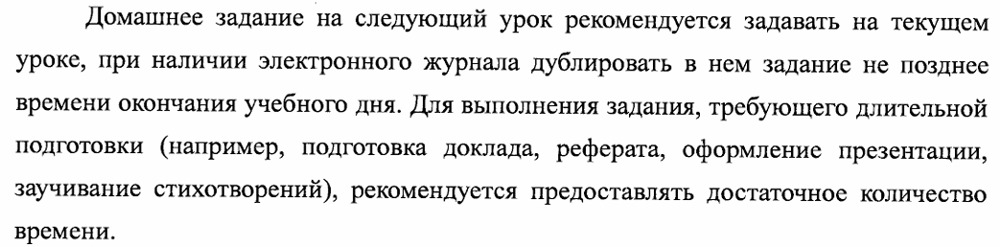 Домашнее задание на следующий урок рекомендуется задавать на текущем
уроке, при наличии электронного журнала дублировать в нем задание не позднее
времени окончания учебного дня. Для выполнения задания, требующего длительной
подготовки (например, подготовка доклада, реферата, оформление презентации,
заучивание стихотворений), рекомендуется предоставлять достаточное количество
времени.